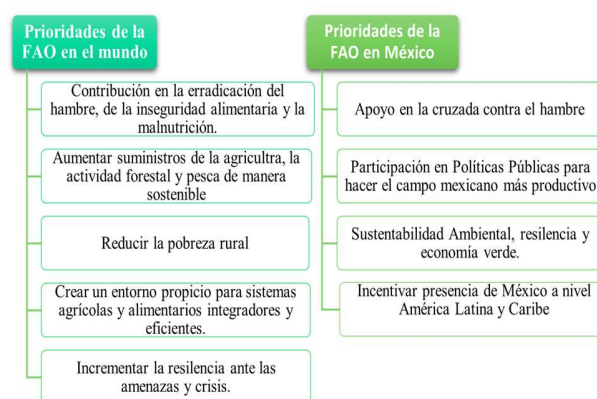 Prioridades de la
FAO en el mundo
Contribución en la erradicación del
hambre, de la inseguridad alimentaria y la
malnutrición.
Aumentar suministros de la agricultra, la
actividad forestal y pesca de manera
sostenible
Reducir la pobreza rural
Crear un entorno propicio para sistemas
agrícolas y alimentarios integradores y
eficientes.
Incrementar la resilencia ante las
amenazas y crisis.
Prioridades de la
FAO en México
Apoyo en la cruzada contra el hambre
Participación en Políticas Públicas para
hacer el campo mexicano más productivo
Sustentabilidad Ambiental, resilencia y
economía verde.
Incentivar presencia de México a nivel
América Latina y Caribe